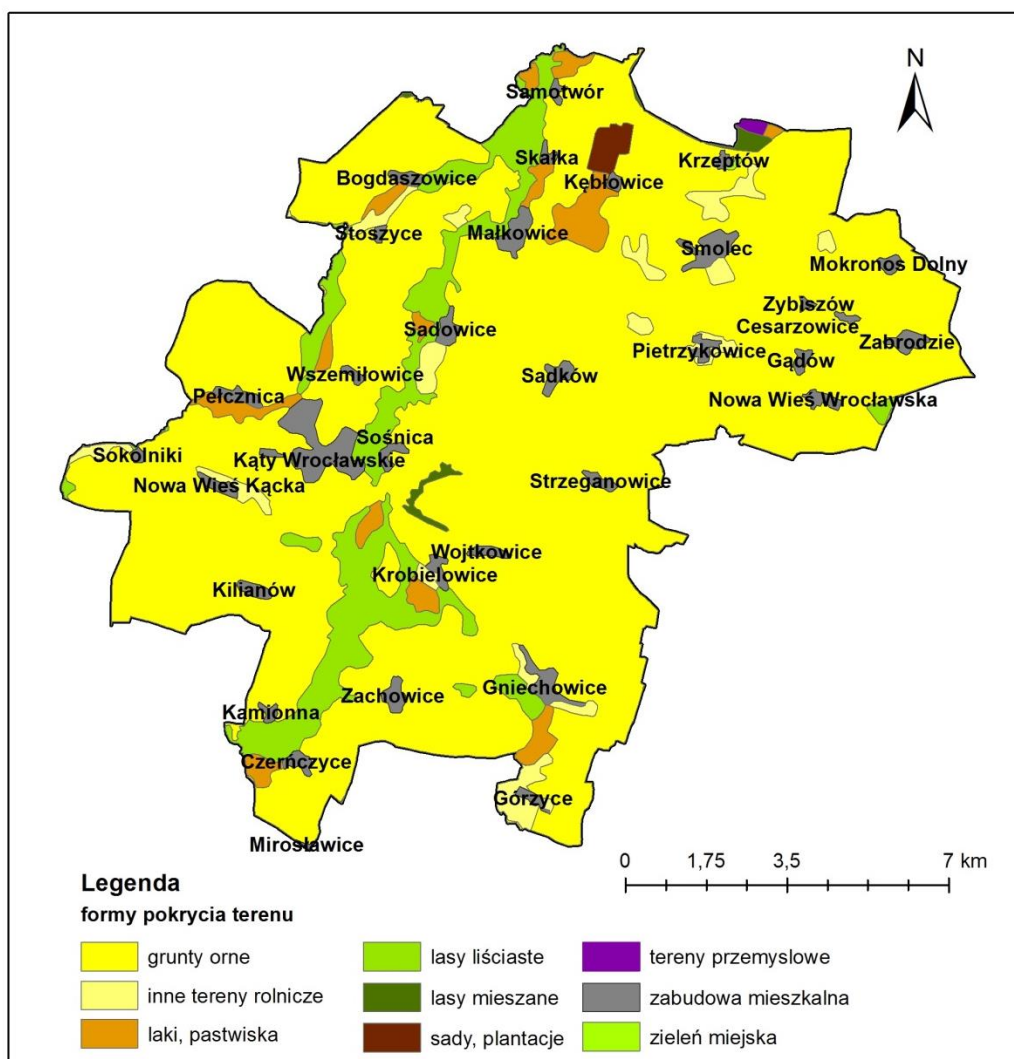 N
Samotwór
Skałka
Krzeptów
Bogdaszowice
Kębłowice
Stoszyce
Małkowice
Smolec
Mokronos Dolny
Zybiszów
Cesarzowice
Sadowice
Zabrodzie
Pietrzykowice
Gądów
Wszemiłowice
Sadków
Pełcznica
Nowa Wieś Wrocławska
Sośnica
Sokolniki
Kąty Wrocławskie
Nowa Wieś Kącka
Strzeganowice
Wojtkowice
Krobielowice
Kilianów
Gniechowice
Zachowice
Kamionna
Czerńczyce
Górzyce
Mirosławice
0 1,75 3,5 7 km
Legenda
formy pokrycia terenu
grunty orne
inne tereny rolnicze
laki, pastwiska
lasy liściaste
lasy mieszane
sady, plantacje
tereny przemyslowe
zabudowa mieszkalna
zieleń miejska